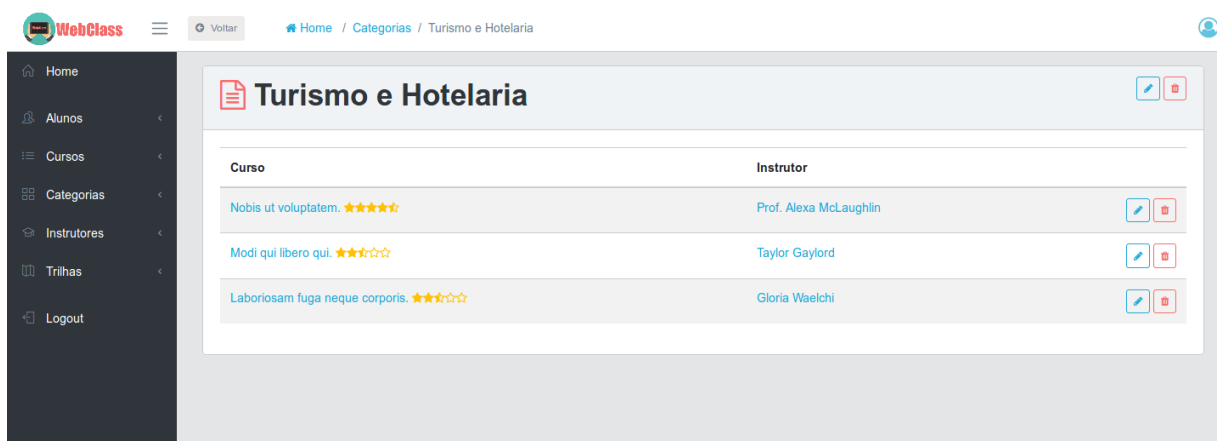 WebClass
Voltar
Home / Categorias / Turismo e Hotelaria
Home
Alunos
Cursos
Categorias
Instrutores
Trilhas
Logout
Turismo e Hotelaria
Curso Instrutor
Nobis ut voluptatem. Prof. Alexa McLaughlin
Modi qui libero qui. Taylor Gaylord
Laboriosam fuga neque corporis. Gloria Waelchi